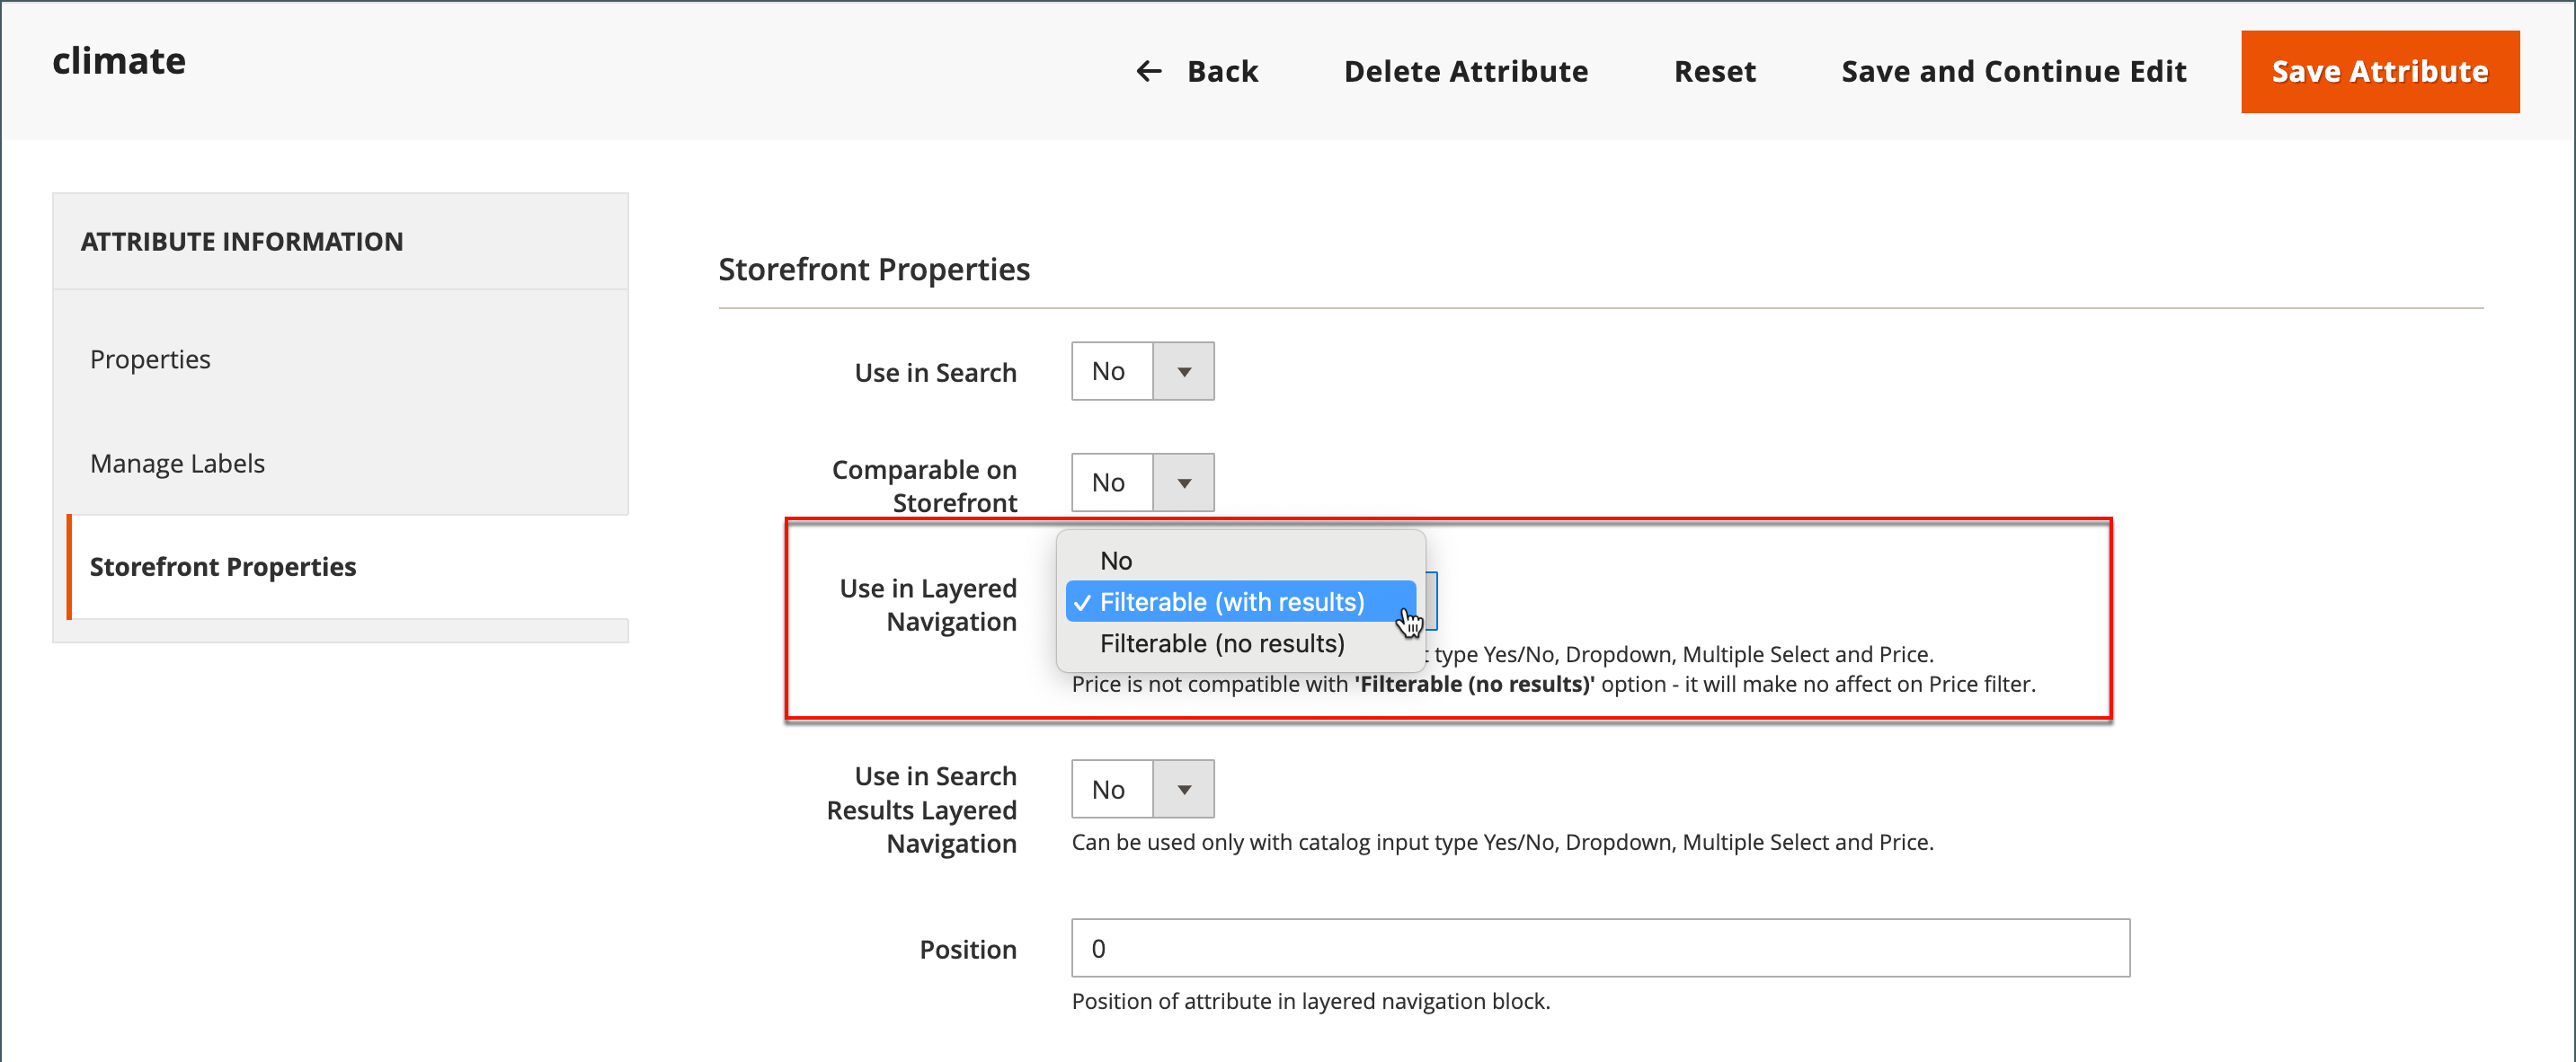 climate
Back
Delete Attribute
Reset
Save and Continue Edit
Save Attribute
ATTRIBUTE INFORMATION
Properties
Manage Labels
Storefront Properties
Storefront Properties
Use in Search
No
Comparable on
Storefront
No
Use in Layered
Navigation
No
✓ Filterable (with results)
Filterable (no results)
type Yes/No, Dropdown, Multiple Select and Price.
Price is not compatible with 'Filterable (no results)' option - it will make no affect on Price filter.
Use in Search
Results Layered
Navigation
No
Can be used only with catalog input type Yes/No, Dropdown, Multiple Select and Price.
Position
0
Position of attribute in layered navigation block.